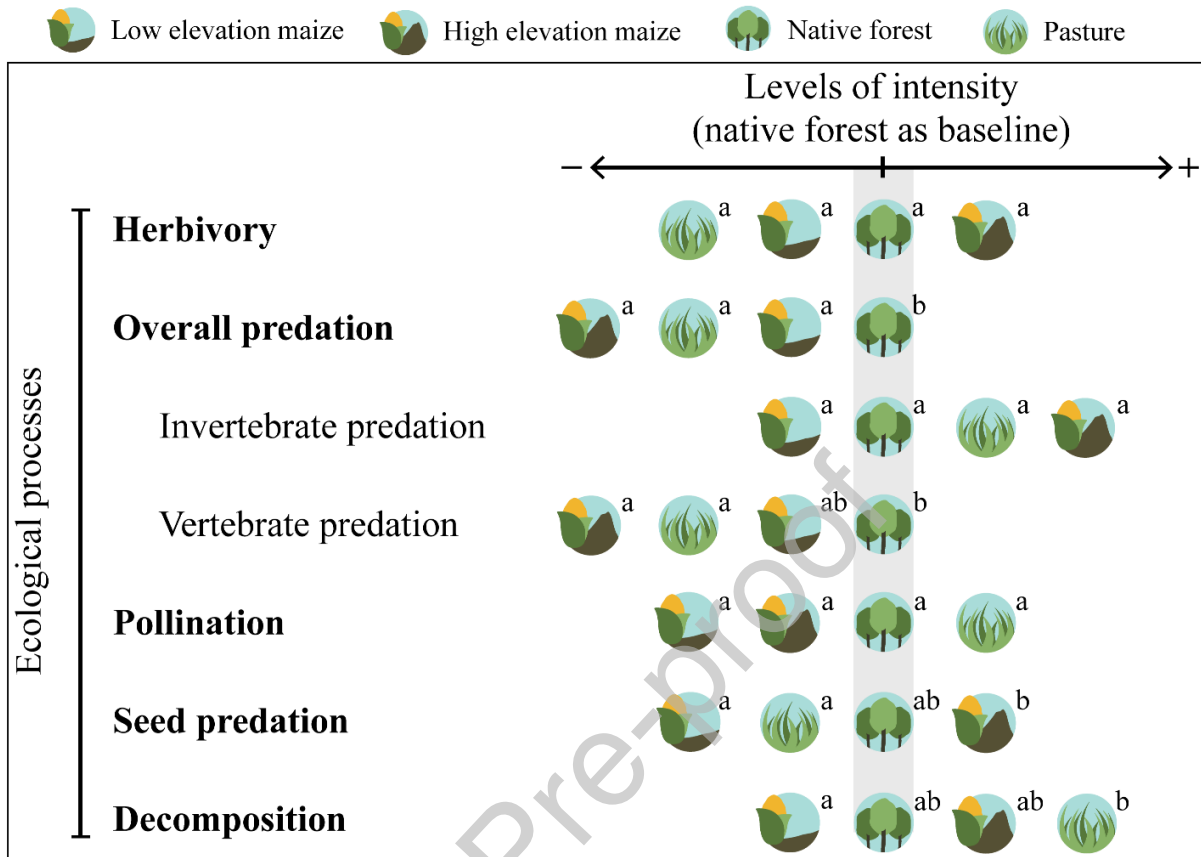 Low elevation maize High elevation maize Native forest Pasture
Levels of intensity
(native forest as baseline)
− +
Ecological processes
Herbivory a a a a
Overall predation a a a b
Invertebrate predation a a a a
Vertebrate predation a a ab b
Pollination a a a a
Seed predation a a ab b
Decomposition a ab ab b
Pre-proof